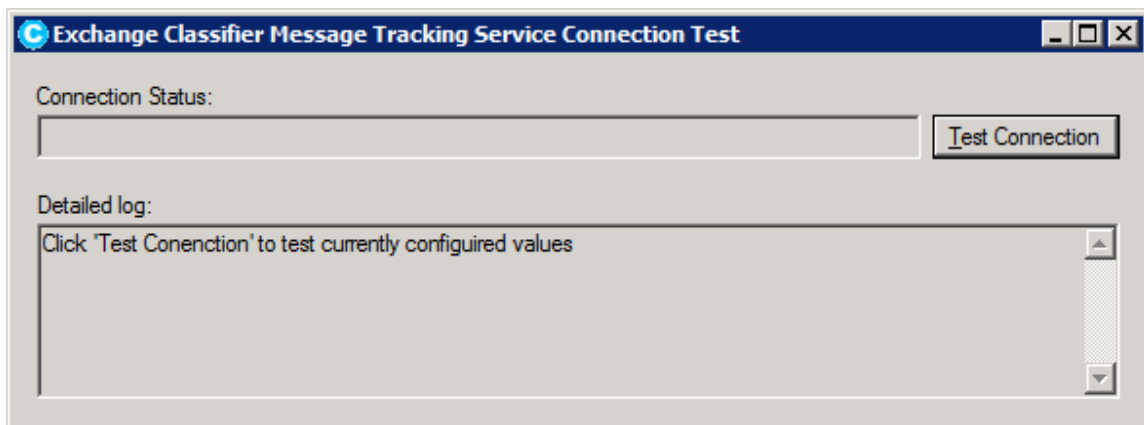 Exchange Classifier Message Tracking Service Connection Test
Connection Status:
Test Connection
Detailed log:
Click 'Test Conenction' to test currently configuired values